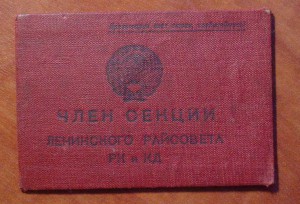 ЧЛЕН СЕКЦИИ
ЛЕНИНСКОГО РАЙСОВЕТА
РК и КД